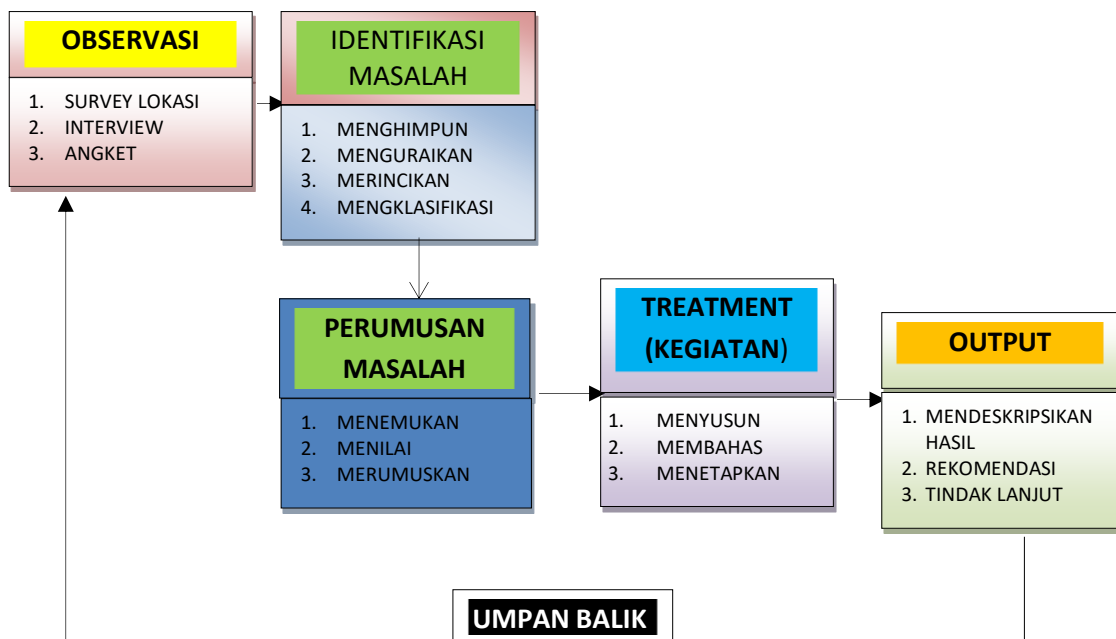 OBSERVASI
1. SURVEY LOKASI
2. INTERVIEW
3. ANGKET
IDENTIFIKASI
MASALAH
1. MENGHIMPUN
2. MENGURAIKAN
3. MERINCIKAN
4. MENGKLASIFIKASI
PERUMUSAN
MASALAH
1. MENEMUKAN
2. MENILAI
3. MERUMUSKAN
TREATMENT
(KEGIATAN)
1. MENYUSUN
2. MEMBAHAS
3. MENETAPKAN
OUTPUT
1. MENDESKRIPSIKAN
HASIL
2. REKOMENDASI
3. TINDAK LANJUT
UMPAN BALIK